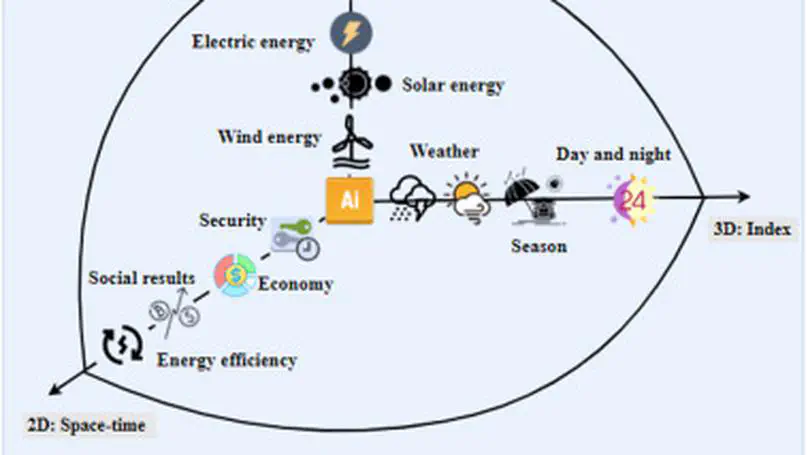 Electric energy
Solar energy
Wind energy
Weather
Day and night
Ai
24
Security
3D: Index
Season
Social results
Economy
$
B
$
Energy efficiency
2D: Space-time